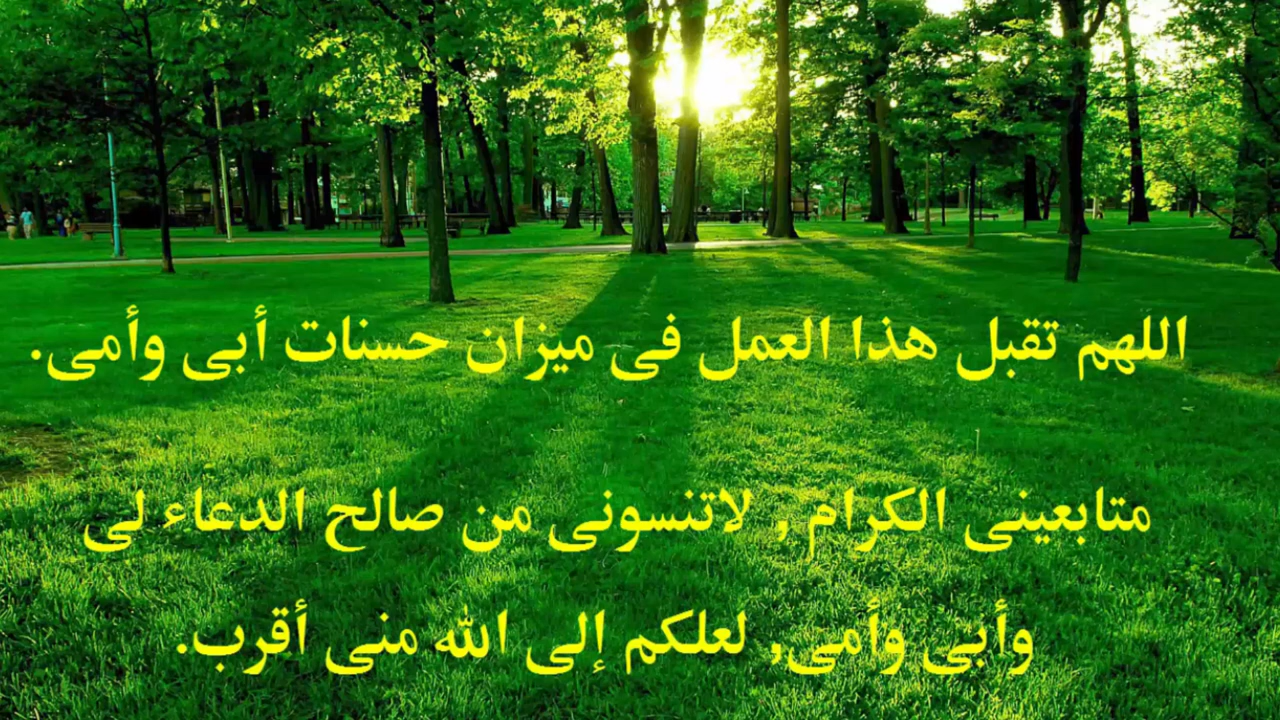 اللهم تقبل هذا العمل فى ميزان حسنات أبى وأمى.
متابعينى الكرام , لاتنسونى من صالح الدعاء لى
وأبى وأمى, لعلكم إلى الله منى أقرب.